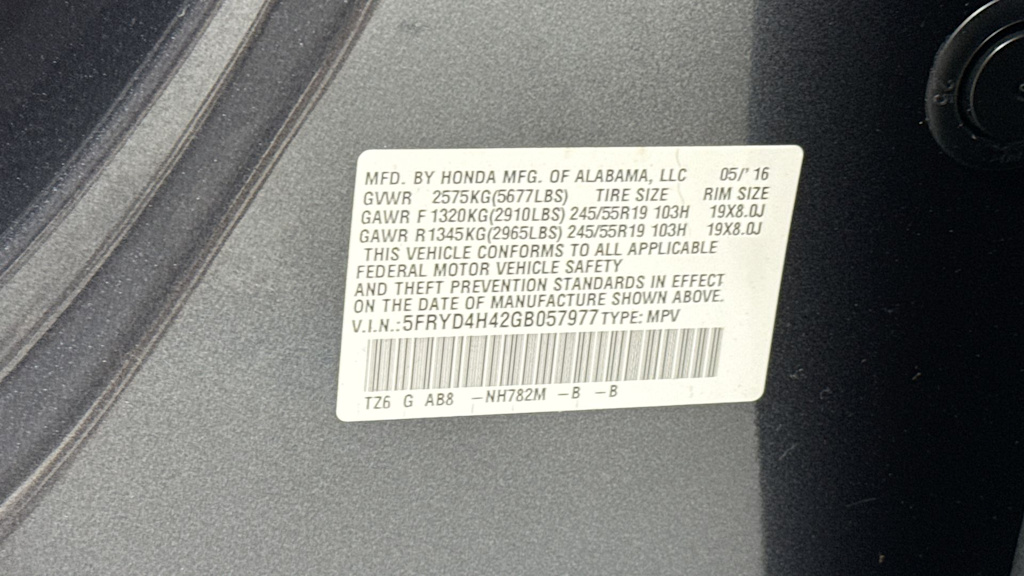 MFD. BY HONDA MFG. OF ALABAMA, LLC 05/' 16
GVWR 2575KG(5677LBS) TIRE SIZE RIM SIZE
GAWR F 1320KG(2910LBS) 245/55R19 103H 19X8.0J
GAWR R1345KG(2965LBS) 245/55R19 103H 19X8.0J
THIS VEHICLE CONFORMS TO ALL APPLICABLE
FEDERAL MOTOR VEHICLE SAFETY
AND THEFT PREVENTION STANDARDS IN EFFECT
ON THE DATE OF MANUFACTURE SHOWN ABOVE.
V.I.N.:5FRYD4H42GB057977 TYPE: MPV
TZ6 G AB8 –NH782M –B –B